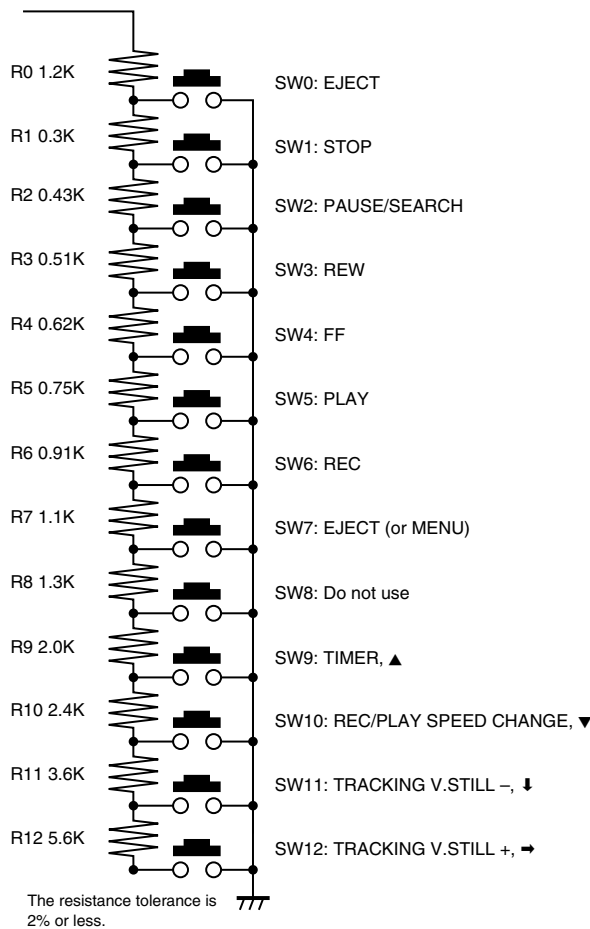 R0 1.2K
SW0: EJECT
R1 0.3K
SW1: STOP
R2 0.43K
SW2: PAUSE/SEARCH
R3 0.51K
SW3: REW
R4 0.62K
SW4: FF
R5 0.75K
SW5: PLAY
R6 0.91K
SW6: REC
R7 1.1K
SW7: EJECT (or MENU)
R8 1.3K
SW8: Do not use
R9 2.0K
SW9: TIMER, ▲
R10 2.4K
SW10: REC/PLAY SPEED CHANGE, ▼
R11 3.6K
SW11: TRACKING V.STILL –, ⬇
R12 5.6K
SW12: TRACKING V.STILL +, ➡
The resistance tolerance is
2% or less.